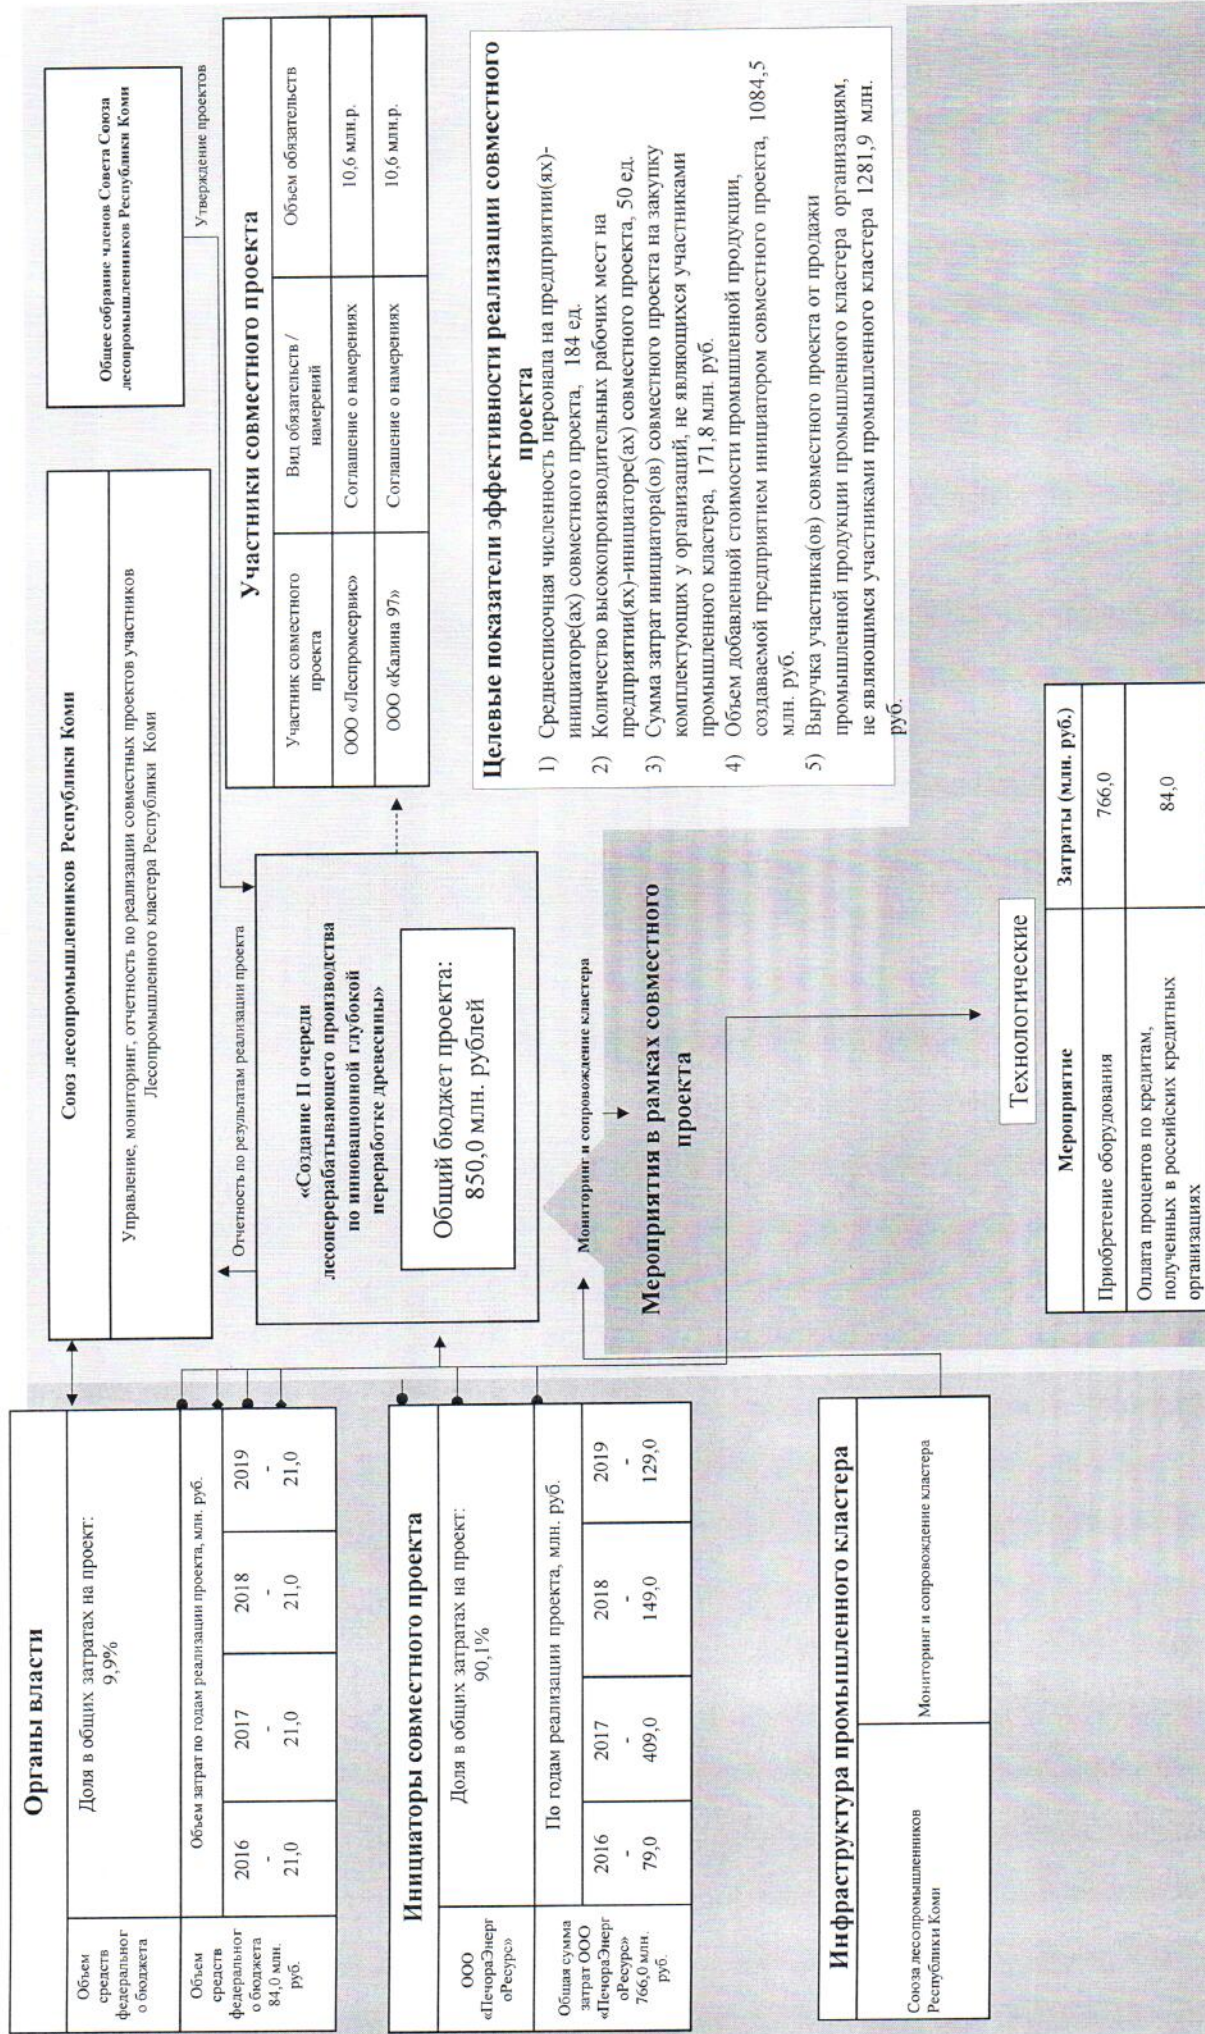 Органы власти
Объем
средств
федеральног
о бюджета
Доля в общих затратах на проект:
9,9%
Объем
средств
федеральног
о бюджета
84,0 млн.
руб.
Объем затрат по годам реализации проекта, млн. руб.
2016
-
21,0
2017
-
21,0
2018
-
21,0
2019
-
21,0
Инициаторы совместного проекта
ООО
«ПечораЭнерг
оРесурс»
Доля в общих затратах на проект:
90,1%
Общая сумма
затрат ООО
«ПечораЭнерг
оРесурс»
766,0 млн.
руб.
По годам реализации проекта, млн. руб.
2016
-
79,0
2017
-
409,0
2018
-
149,0
2019
-
129,0
Инфраструктура промышленного кластера
Союза лесопромышленников
Республики Коми
Мониторинг и сопровождение кластера
Союз лесопромышленников Республики Коми
Управление, мониторинг, отчетность по реализации совместных проектов участников
Лесопромышленного кластера Республики Коми
Отчетность по результатам реализации проекта
«Создание II очереди
лесоперерабатывающего производства
по инновационной глубокой
переработке древесины»
Общий бюджет проекта:
850,0 млн. рублей
Мониторинг и сопровождение кластера
Мероприятия в рамках совместного
проекта
Технологические
Мероприятие
Затраты (млн. руб.)
Приобретение оборудования
766,0
Оплата процентов по кредитам,
полученных в российских кредитных
организациях
84,0
Общее собрание членов Совета Союза
лесопромышленников Республики Коми
Утверждение проектов
Участники совместного проекта
Участник совместного
проекта
Вид обязательств /
намерений
Объем обязательств
ООО «Леспромсервис»
Соглашение о намерениях
10,6 млн.р.
ООО «Калина 97»
Соглашение о намерениях
10,6 млн.р.
Целевые показатели эффективности реализации совместного
проекта
1) Среднесписочная численность персонала на предприятии(ях)-
инициаторе(ах) совместного проекта, 184 ед.
2) Количество высокопроизводительных рабочих мест на
предприятии(ях)-инициаторе(ах) совместного проекта, 50 ед.
3) Сумма затрат инициатора(ов) совместного проекта на закупку
комплектующих у организаций, не являющихся участниками
промышленного кластера, 171,8 млн. руб.
4) Объем добавленной стоимости промышленной продукции,
создаваемой предприятием инициатором совместного проекта, 1084,5
млн. руб.
5) Выручка участника(ов) совместного проекта от продажи
промышленной продукции промышленного кластера организациям,
не являющимся участниками промышленного кластера 1281,9 млн.
руб.